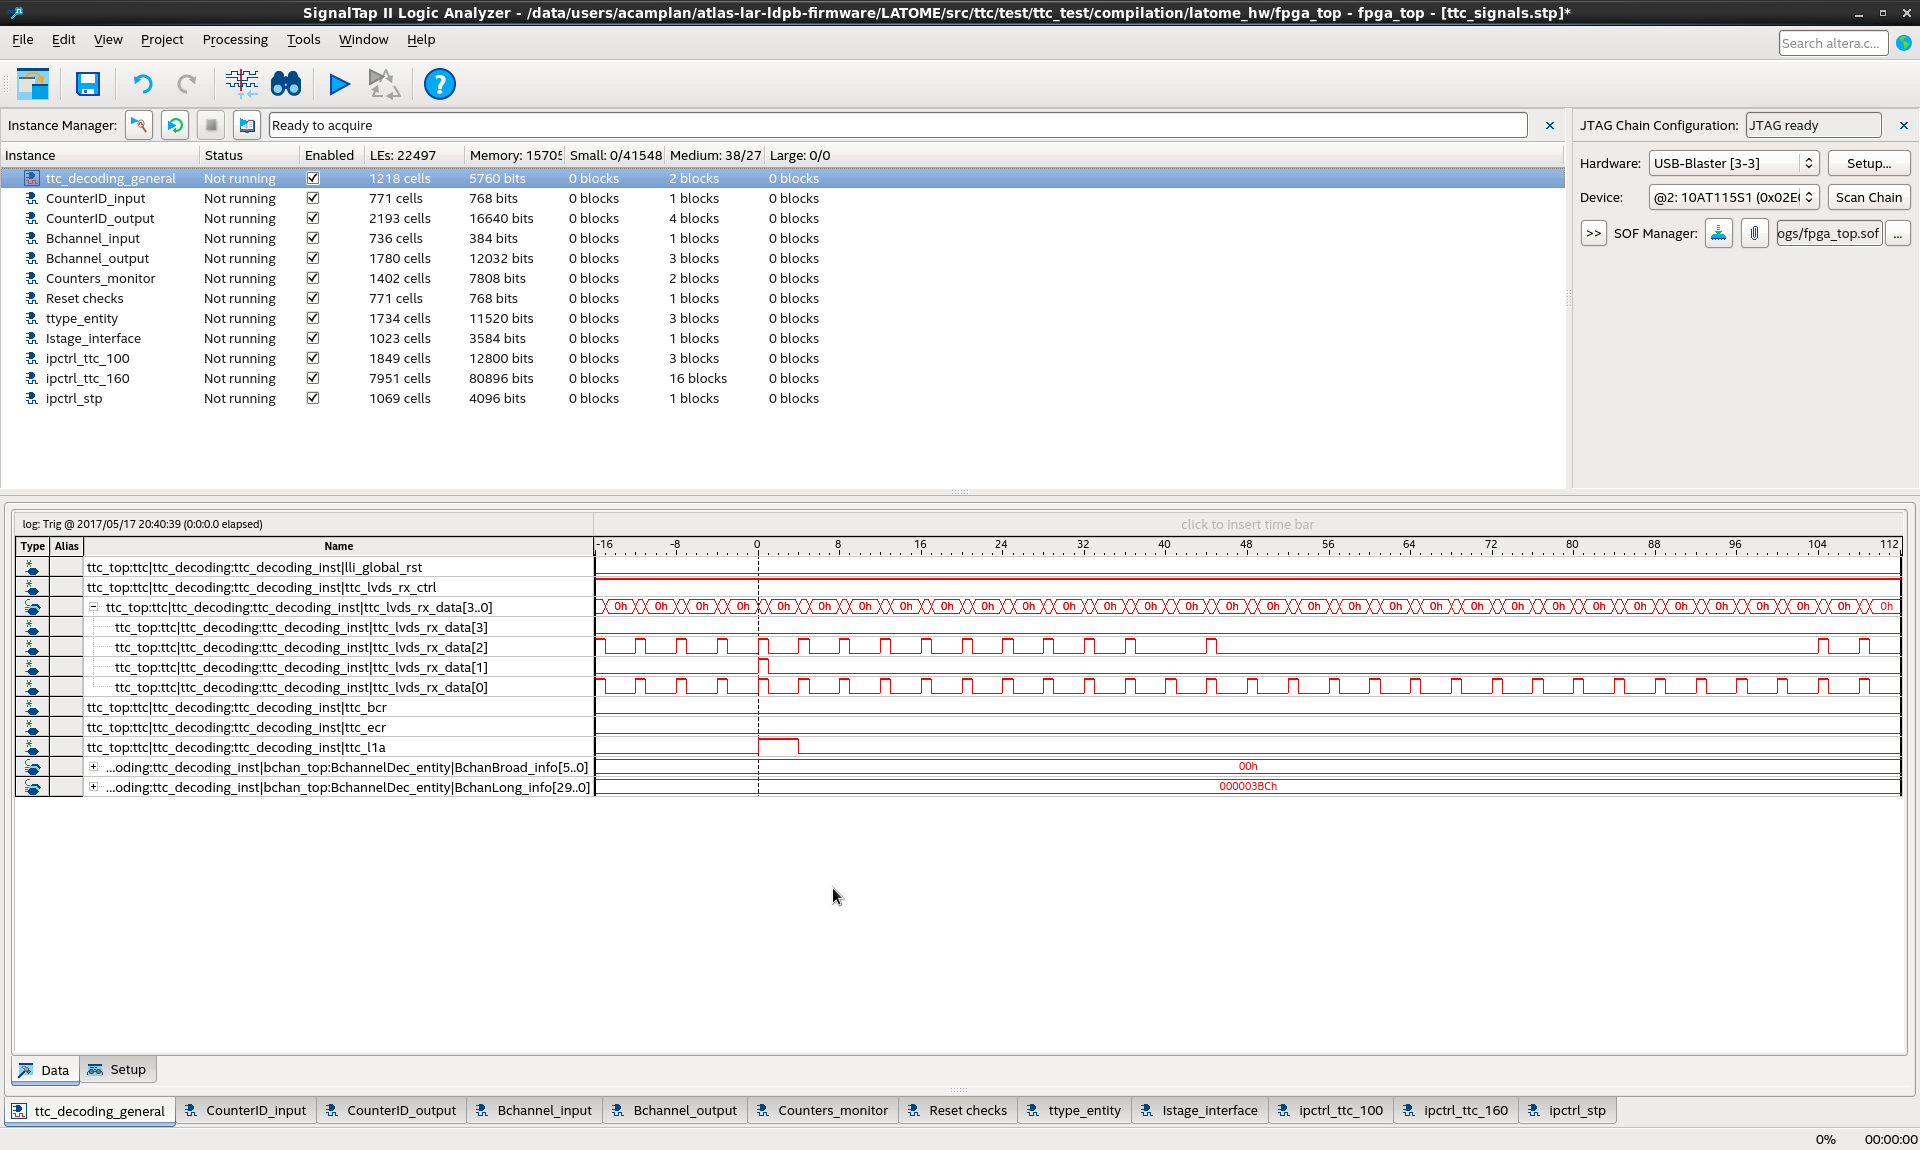 SignalTap II Logic Analyzer - /data/users/acamplan/atlas-lar-ldpb-firmware/LATOME/src/ttc/test/ttc_test/compilation/latome_hw/fpga_top - fpga_top - [ttc_signals.stp]*
File Edit View Project Processing Tools Window Help
Search altera.c...
Instance Manager: Ready to acquire
JTAG Chain Configuration: JTAG ready
Instance Status Enabled LEs: 22497 Memory: 15705 Small: 0/41548 Medium: 38/27 Large: 0/0
Hardware: USB-Blaster [3-3] Setup...
Device: @2: 10AT115S1 (0x02E( Scan Chain
>> SOF Manager: ogs/fpga_top.sof ...
ttc_decoding_general Not running 1218 cells 5760 bits 0 blocks 2 blocks 0 blocks
CounterID_input Not running 771 cells 768 bits 0 blocks 1 blocks 0 blocks
CounterID_output Not running 2193 cells 16640 bits 0 blocks 4 blocks 0 blocks
Bchannel_input Not running 736 cells 384 bits 0 blocks 1 blocks 0 blocks
Bchannel_output Not running 1780 cells 12032 bits 0 blocks 3 blocks 0 blocks
Counters_monitor Not running 1402 cells 7808 bits 0 blocks 2 blocks 0 blocks
Reset checks Not running 771 cells 768 bits 0 blocks 1 blocks 0 blocks
ttype_entity Not running 1734 cells 11520 bits 0 blocks 3 blocks 0 blocks
Istage_interface Not running 1023 cells 3584 bits 0 blocks 1 blocks 0 blocks
ipctrl_ttc_100 Not running 1849 cells 12800 bits 0 blocks 3 blocks 0 blocks
ipctrl_ttc_160 Not running 7951 cells 80896 bits 0 blocks 16 blocks 0 blocks
ipctrl_stp Not running 1069 cells 4096 bits 0 blocks 1 blocks 0 blocks
log: Trig @ 2017/05/17 20:40:39 (0:0:0.0 elapsed) click to insert time bar
Type Alias Name -16 -8 0 8 16 24 32 40 48 56 64 72 80 88 96 104 112
ttc_top:ttc|ttc_decoding:ttc_decoding_inst|lli_global_rst
ttc_top:ttc|ttc_decoding:ttc_decoding_inst|ttc_lvds_rx_ctrl
ttc_top:ttc|ttc_decoding:ttc_decoding_inst|ttc_lvds_rx_data[3..0] 0h 0h 0h 0h 0h 0h 0h 0h 0h 0h 0h 0h 0h 0h 0h 0h 0h 0h 0h 0h 0h 0h 0h 0h 0h 0h 0h 0h 0h 0h 0h 0h
ttc_top:ttc|ttc_decoding:ttc_decoding_inst|ttc_lvds_rx_data[3]
ttc_top:ttc|ttc_decoding:ttc_decoding_inst|ttc_lvds_rx_data[2]
ttc_top:ttc|ttc_decoding:ttc_decoding_inst|ttc_lvds_rx_data[1]
ttc_top:ttc|ttc_decoding:ttc_decoding_inst|ttc_lvds_rx_data[0]
ttc_top:ttc|ttc_decoding:ttc_decoding_inst|ttc_bcr
ttc_top:ttc|ttc_decoding:ttc_decoding_inst|ttc_ecr
ttc_top:ttc|ttc_decoding:ttc_decoding_inst|ttc_l1a
...oding:ttc_decoding_inst|bchan_top:BchannelDec_entity|BchanBroad_info[5..0] 00h
...oding:ttc_decoding_inst|bchan_top:BchannelDec_entity|BchanLong_info[29..0] 000003BCh
Data Setup
ttc_decoding_general CounterID_input CounterID_output Bchannel_input Bchannel_output Counters_monitor Reset checks ttype_entity Istage_interface ipctrl_ttc_100 ipctrl_ttc_160 ipctrl_stp
0% 00:00:00